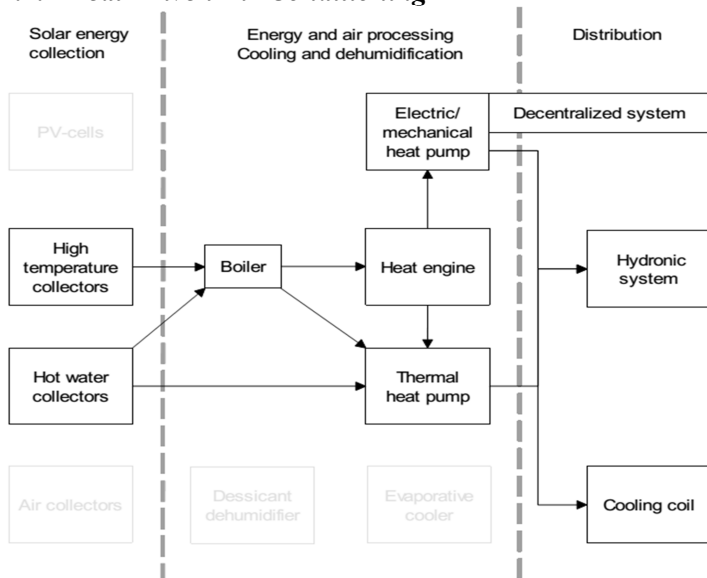 Solar energy
collection
Energy and air processing
Cooling and dehumidification
Distribution
PV-cells
Electric/
mechanical
heat pump
Decentralized system
High
temperature
collectors
Boiler
Heat engine
Hydronic
system
Hot water
collectors
Thermal
heat pump
Air collectors
Dessicant
dehumidifier
Evaporative
cooler
Cooling coil